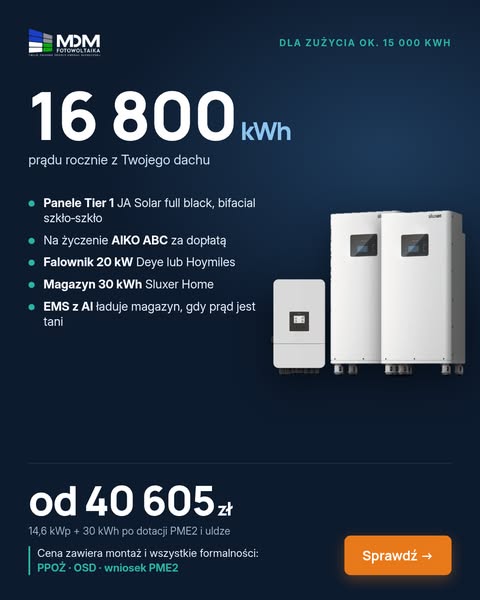 MDM
FOTOWOLTAIKA
DLA ZUŻYCIA OK. 15 000 KWH
16 800 kWh
prądu rocznie z Twojego dachu
Panele Tier 1 JA Solar full black, bifacial
szkło-szkło
Na życzenie AIKO ABC za dopłatą
Falownik 20 kW Deye lub Hoymiles
Magazyn 30 kWh Sluxer Home
EMS z AI ładuje magazyn, gdy prąd jest
tani
od 40 605 zł
14,6 kWp + 30 kWh po dotacji PME2 i uldze
Cena zawiera montaż i wszystkie formalności:
PPOŻ · OSD · wniosek PME2
Sprawdź →